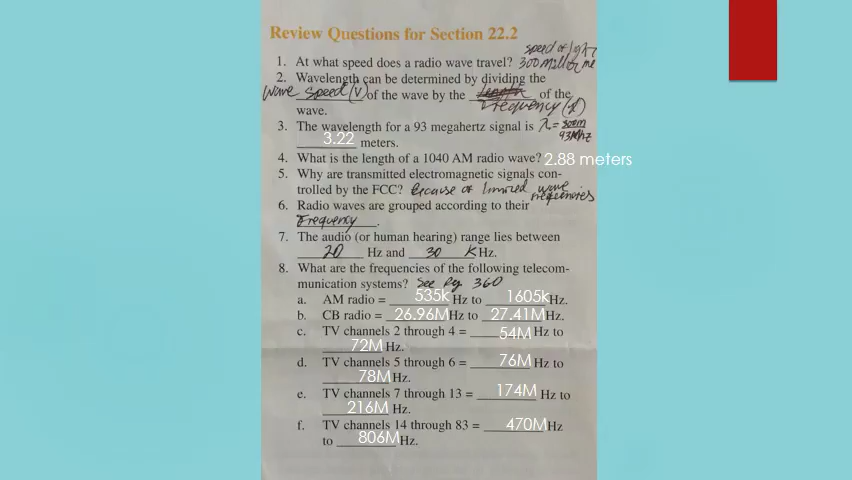 Review Questions for Section 22.2
speed of light
1. At what speed does a radio wave travel? 300 Mill
2. Wavelength can be determined by dividing the
wave speed (v) of the wave by the length of the
Frequency (f)
wave.
3. The wavelength for a 93 megahertz signal is λ = 300m
93MHz
3.22 meters.
4. What is the length of a 1040 AM radio wave? 2.88 meters
5. Why are transmitted electromagnetic signals con-
trolled by the FCC? Because of limited wave
frequencies
6. Radio waves are grouped according to their
Frequency.
7. The audio (or human hearing) range lies between
20 Hz and 30 KHz.
8. What are the frequencies of the following telecom-
munication systems? See Pg. 360
a. AM radio = 535k Hz to 1605kHz.
b. CB radio = 26.96MHz to 27.41MHz.
c. TV channels 2 through 4 = 54M Hz to
72M Hz.
d. TV channels 5 through 6 = 76M Hz to
78M Hz.
e. TV channels 7 through 13 = 174M Hz to
216M Hz.
f. TV channels 14 through 83 = 470M Hz
to 806M Hz.